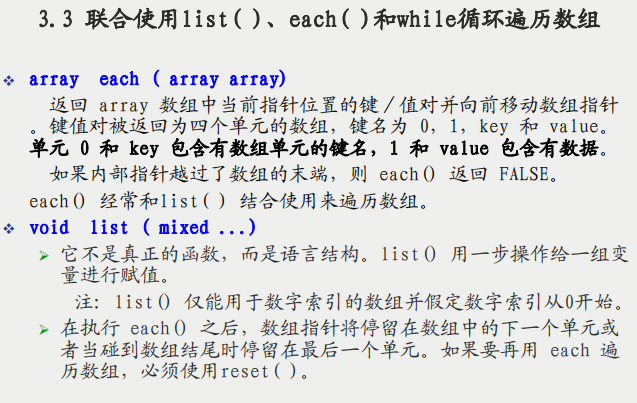 3.3 联合使用list()、each()和while循环遍历数组
array each ( array array)
返回 array 数组中当前指针位置的键／值对并向前移动数组指针
。键值对被返回为四个单元的数组，键名为 0，1，key 和 value。
单元 0 和 key 包含有数组单元的键名，1 和 value 包含有数据。
如果内部指针越过了数组的末端，则 each() 返回 FALSE。
each() 经常和list() 结合使用来遍历数组。
void list ( mixed ...)
它不是真正的函数，而是语言结构。list() 用一步操作给一组变
量进行赋值。
注: list() 仅能用于数字索引的数组并假定数字索引从0开始。
在执行 each() 之后，数组指针将停留在数组中的下一个单元或
者当碰到数组结尾时停留在最后一个单元。如果要再用 each 遍
历数组，必须使用reset()。